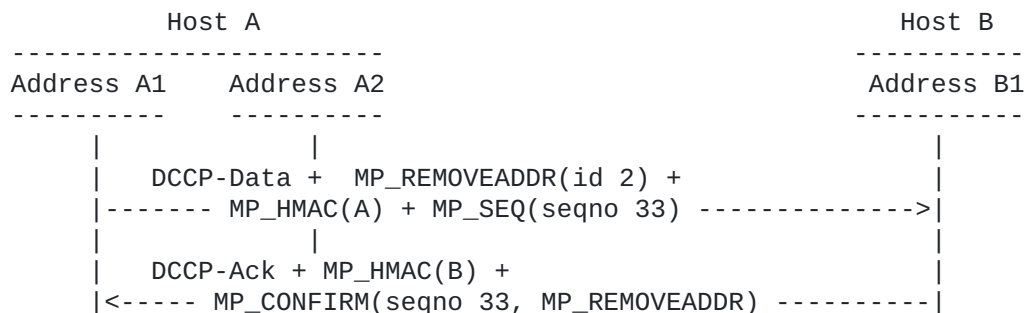 Host A                                         Host B
------------------------                               -----------
Address A1    Address A2                                Address B1
----------    ----------                               -----------
     |             |                                       |
     |   DCCP-Data +  MP_REMOVEADDR(id 2) +                |
     |------- MP_HMAC(A) + MP_SEQ(seqno 33) -------------->|
     |             |                                       |
     |   DCCP-Ack + MP_HMAC(B) +                           |
     |<----- MP_CONFIRM(seqno 33, MP_REMOVEADDR) ----------|